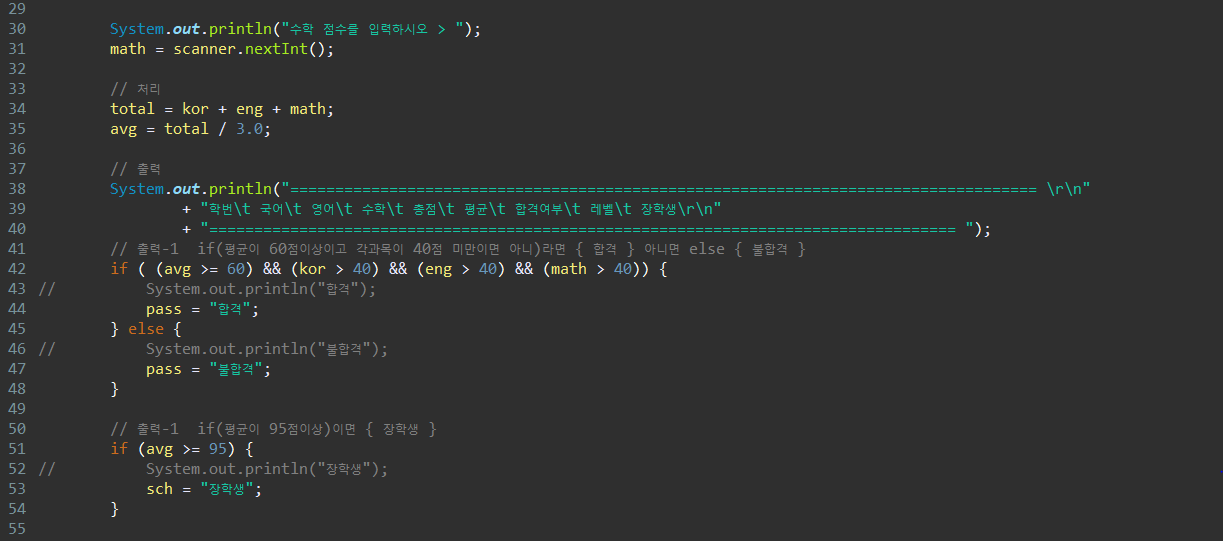 29
30 System.out.println("수학 점수를 입력하시오 > ");
31 math = scanner.nextInt();
32
33 // 처리
34 total = kor + eng + math;
35 avg = total / 3.0;
36
37 // 출력
38 System.out.println("=================================================================================== \r\n"
39 + "학번\t 국어\t 영어\t 수학\t 총점\t 평균\t 합격여부\t 레벨\t 장학생\r\n"
40 + "=================================================================================== ");
41 // 출력-1  if(평균이 60점이상이고 각과목이 40점 미만이면 아니)라면 { 합격 } 아니면 else { 불합격 }
42 if ( (avg >= 60) && (kor > 40) && (eng > 40) && (math > 40)) {
43 // System.out.println("합격");
44 pass = "합격";
45 } else {
46 // System.out.println("불합격");
47 pass = "불합격";
48 }
49
50 // 출력-1  if(평균이 95점이상)이면 { 장학생 }
51 if (avg >= 95) {
52 // System.out.println("장학생");
53 sch = "장학생";
54 }
55